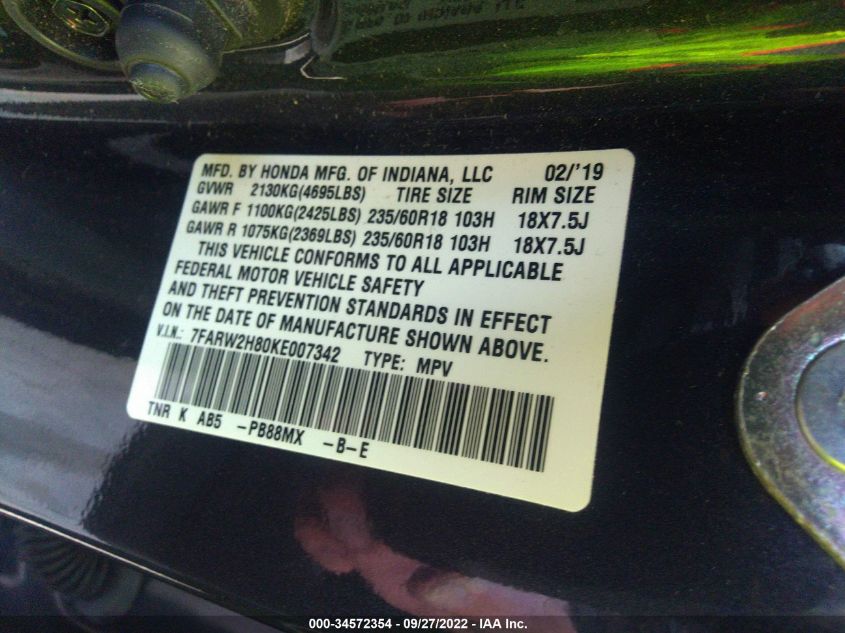 MFD. BY HONDA MFG. OF INDIANA, LLC 02/'19
GVWR 2130KG(4695LBS) TIRE SIZE RIM SIZE
GAWR F 1100KG(2425LBS) 235/60R18 103H 18X7.5J
GAWR R 1075KG(2369LBS) 235/60R18 103H 18X7.5J
THIS VEHICLE CONFORMS TO ALL APPLICABLE
FEDERAL MOTOR VEHICLE SAFETY
AND THEFT PREVENTION STANDARDS IN EFFECT
ON THE DATE OF MANUFACTURE SHOWN ABOVE.
V.I.N.: 7FARW2H80KE007342 TYPE: MPV
TNR K AB5 -PB88MX -B-E
000-34572354 — 09/27/2022 — IAA Inc.